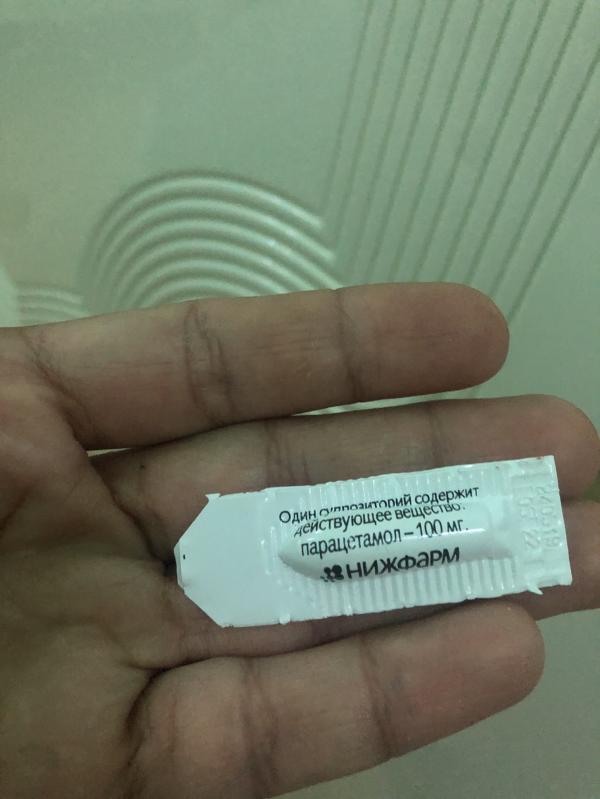 Один суппозиторий содержит
действующее вещество:
парацетамол – 100 мг.
НИЖФАРМ